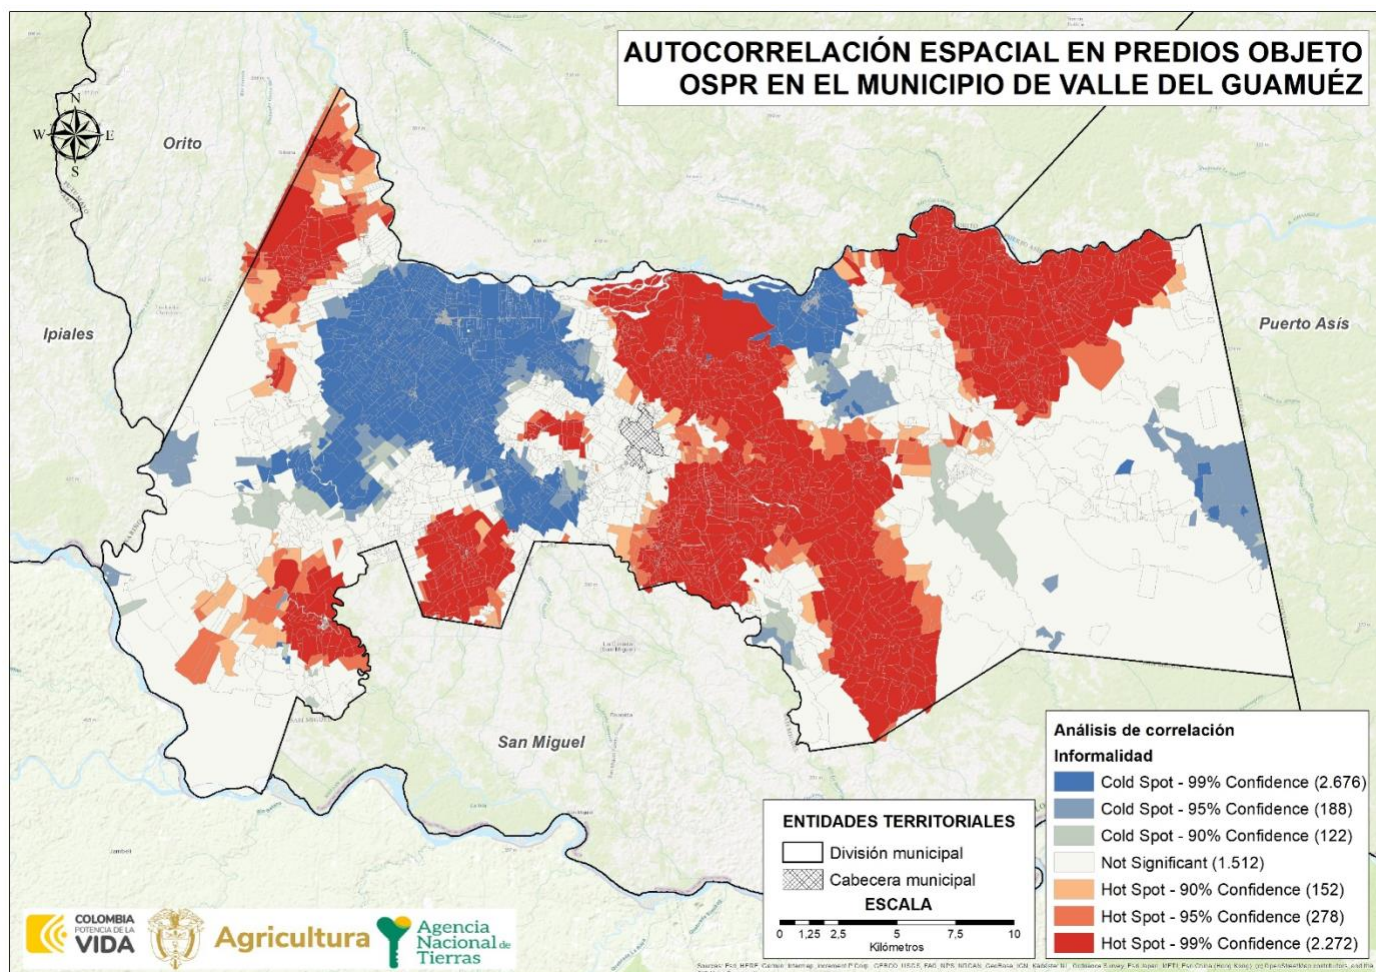 AUTOCORRELACIÓN ESPACIAL EN PREDIOS OBJETO
OSPR EN EL MUNICIPIO DE VALLE DEL GUAMUÉZ
N
W
E
S
Orito
Ipiales
Puerto Asís
San Miguel
Análisis de correlación
Informalidad
Cold Spot - 99% Confidence (2.676)
Cold Spot - 95% Confidence (188)
Cold Spot - 90% Confidence (122)
Not Significant (1.512)
Hot Spot - 90% Confidence (152)
Hot Spot - 95% Confidence (278)
Hot Spot - 99% Confidence (2.272)
ENTIDADES TERRITORIALES
División municipal
Cabecera municipal
ESCALA
0 1,25 2,5 5 7,5 10
Kilómetros
COLOMBIA
POTENCIA DE LA
VIDA
Agricultura
Agencia
Nacional de
Tierras